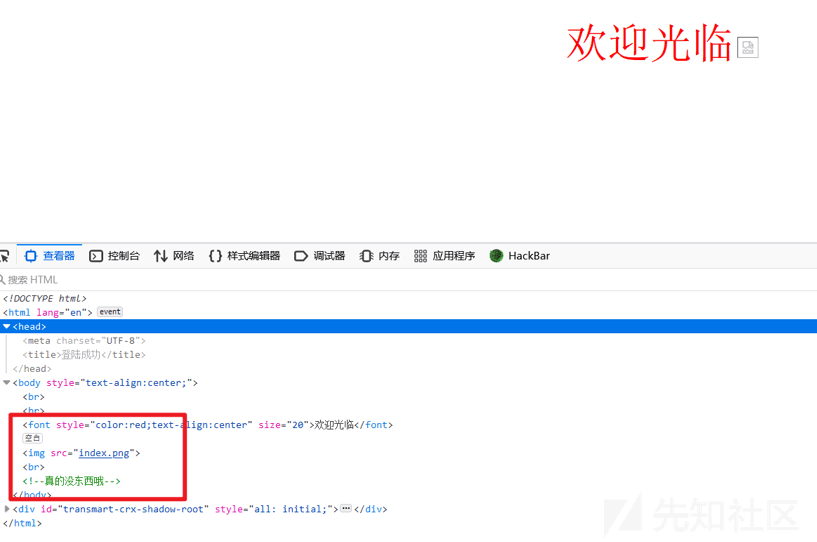 欢迎光临
查看器 控制台 网络 {} 样式编辑器 调试器 内存 应用程序 HackBar
搜索 HTML
<!DOCTYPE html>
<html lang="en"> event
<head>
<meta charset="UTF-8">
<title>登陆成功</title>
</head>
<body style="text-align:center;">
<br>
<br>
<font style="color:red;text-align:center" size="20">欢迎光临</font>
空白
<img src="index.png">
<br>
<!--真的没东西哦-->
</body>
<div id="transmart-crx-shadow-root" style="all: initial;">⋯</div>
</html>
先知社区